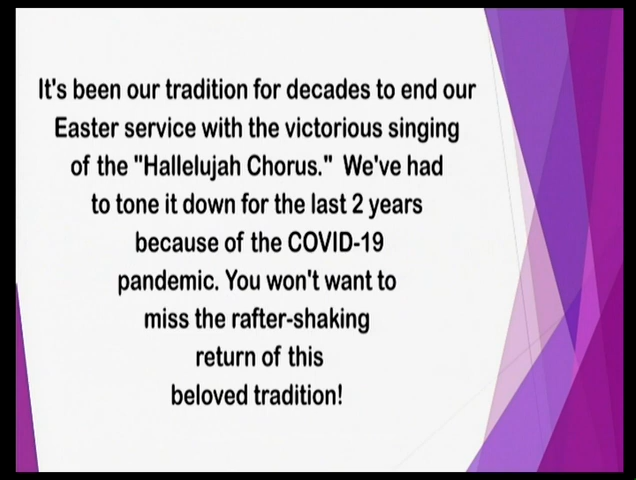 It's been our tradition for decades to end our
Easter service with the victorious singing
of the "Hallelujah Chorus."  We've had
to tone it down for the last 2 years
because of the COVID-19
pandemic. You won't want to
miss the rafter-shaking
return of this
beloved tradition!